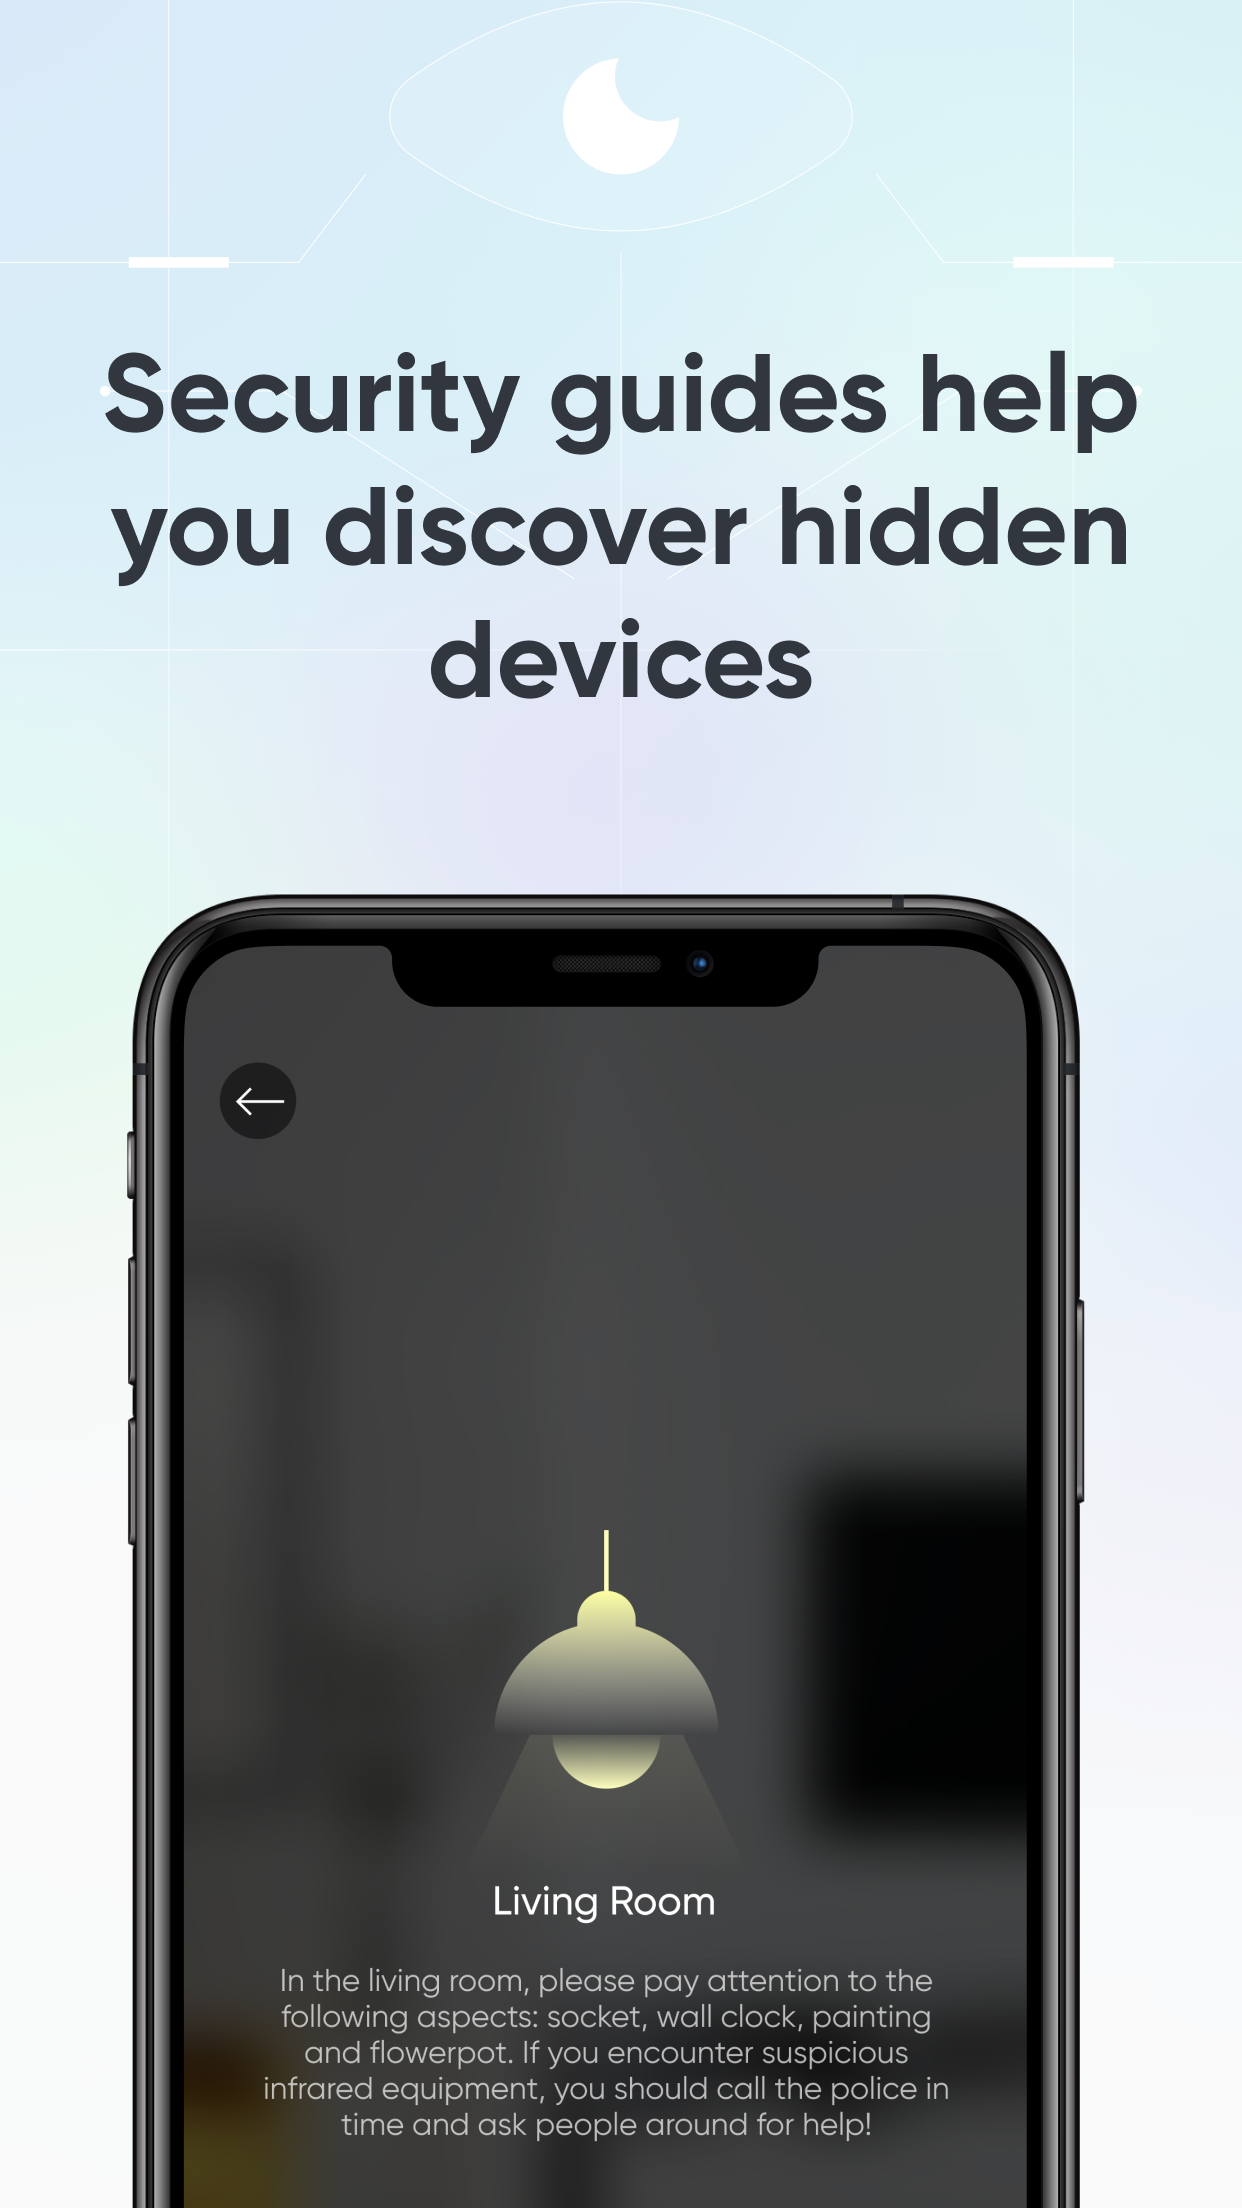 Security guides help
you discover hidden
devices
Living Room
In the living room, please pay attention to the
following aspects: socket, wall clock, painting
and flowerpot. If you encounter suspicious
infrared equipment, you should call the police in
time and ask people around for help!